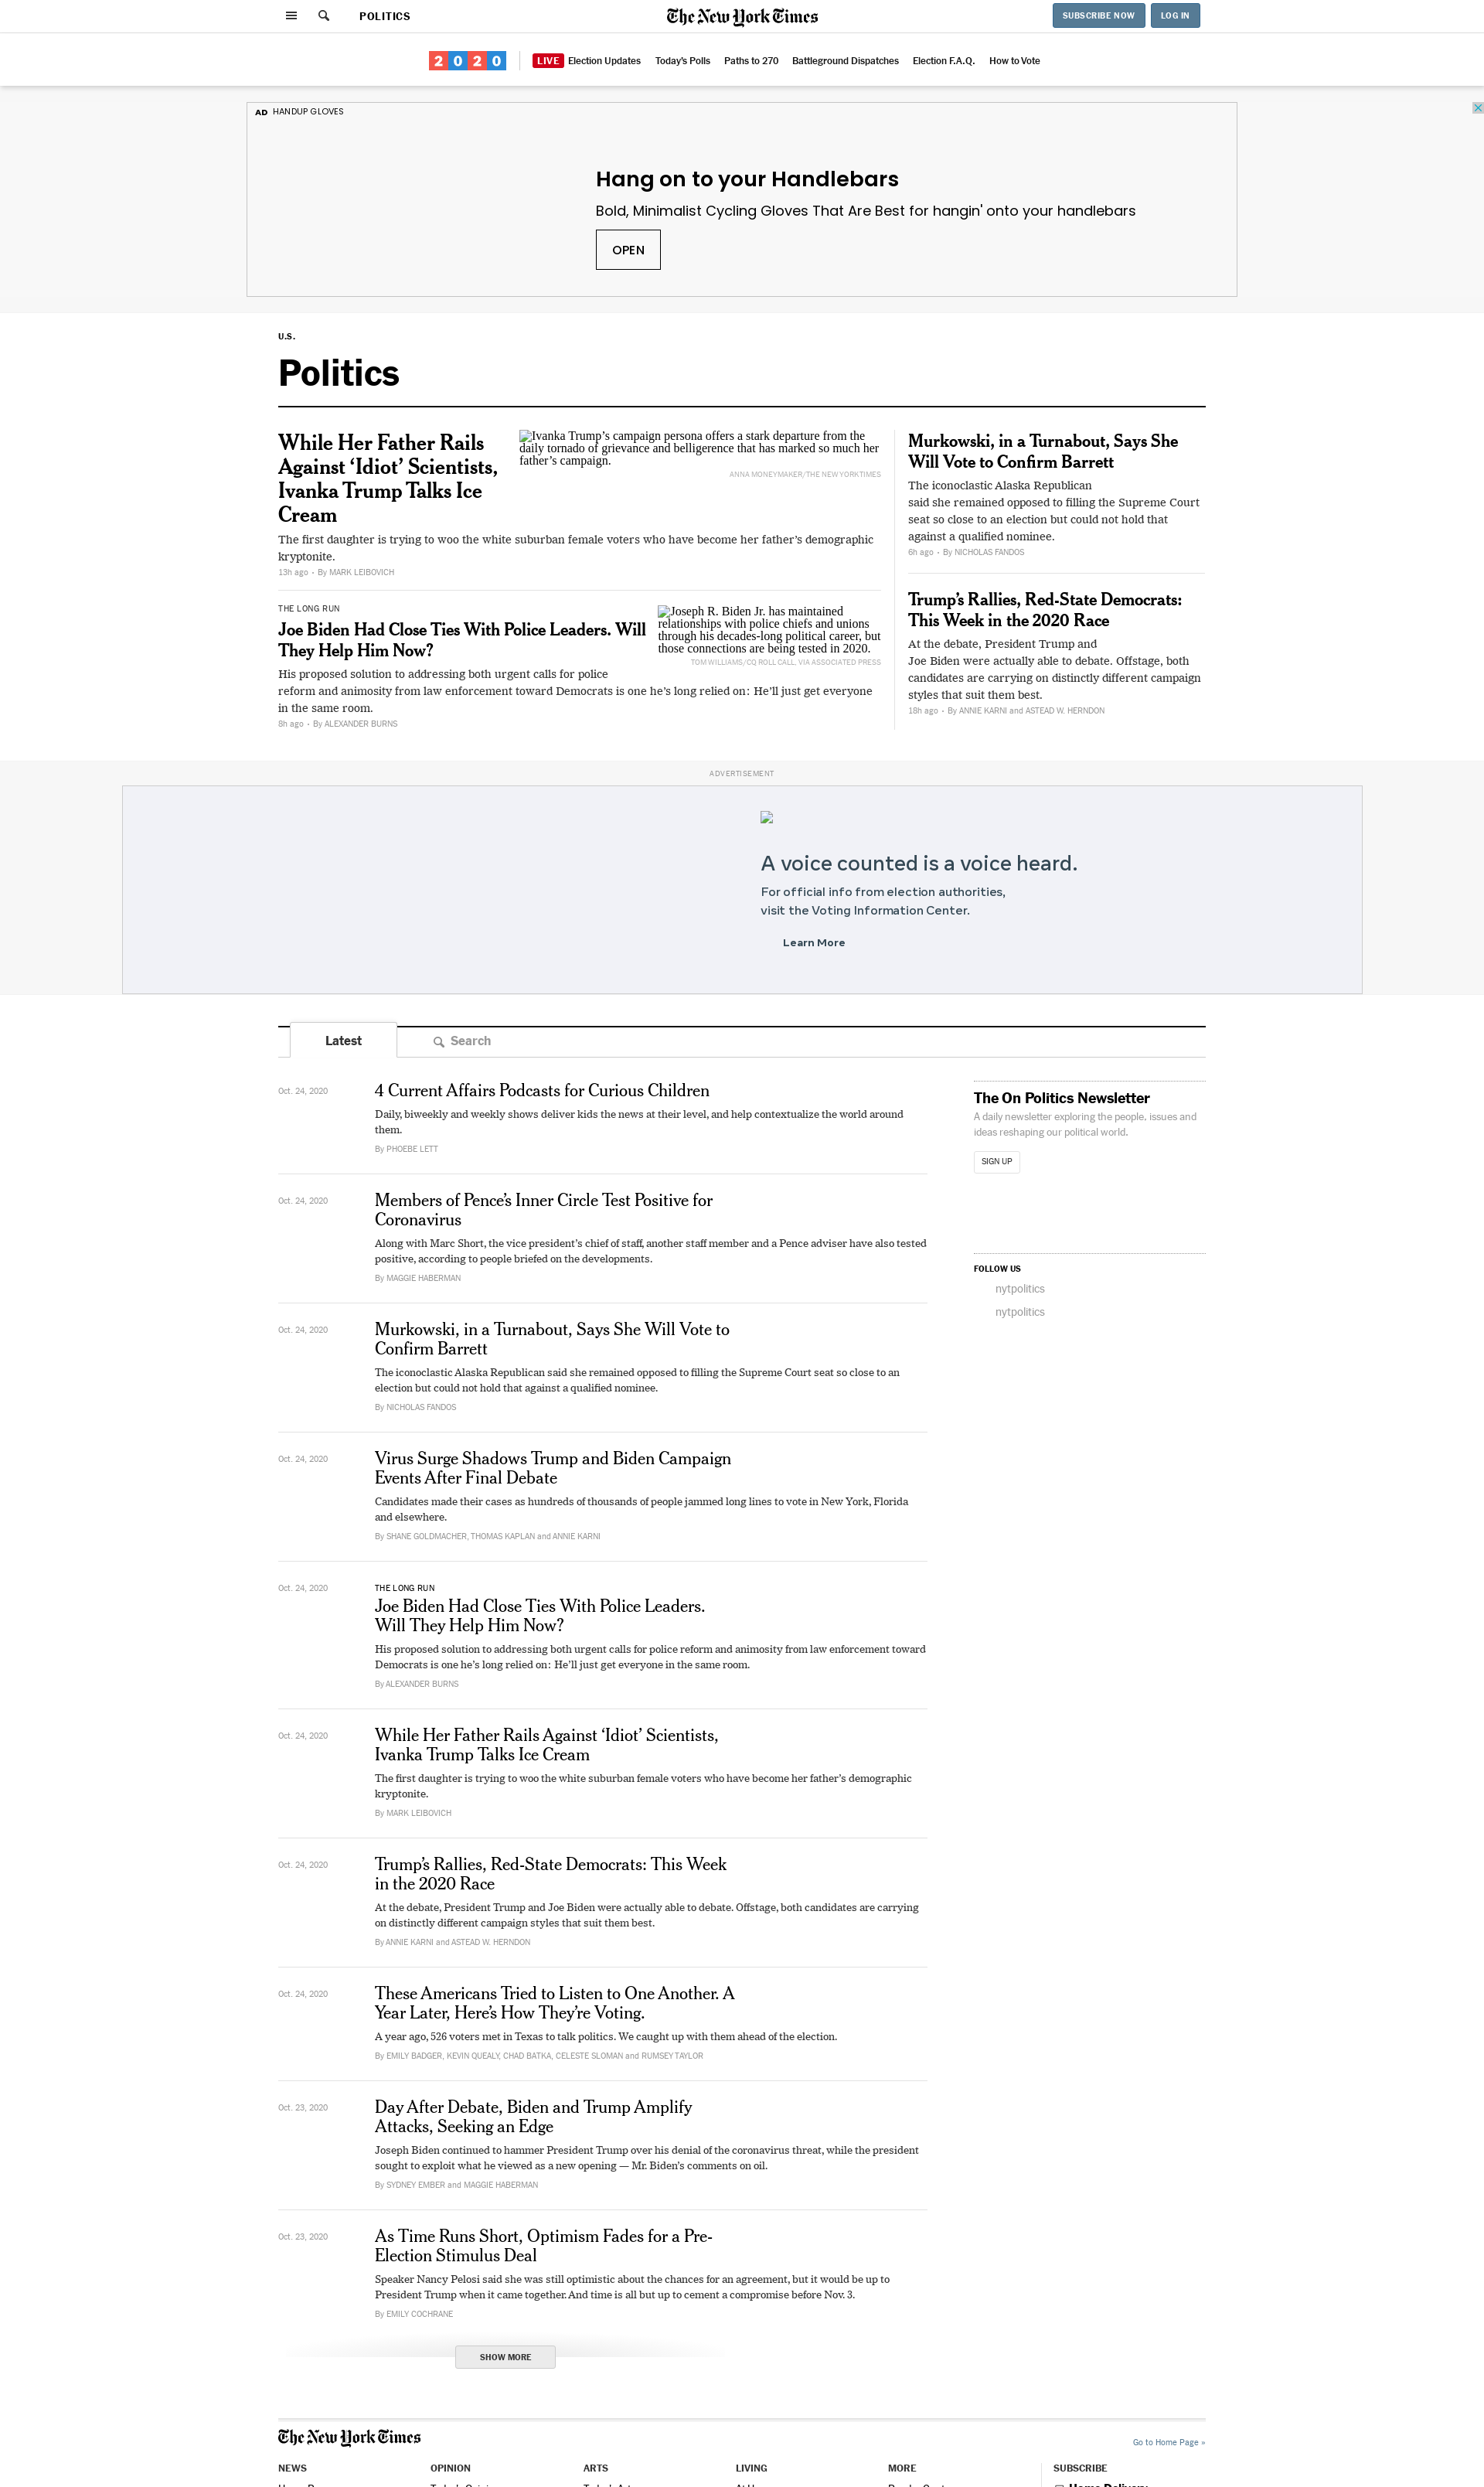 POLITICS
The New York Times
SUBSCRIBE NOW
LOG IN
2020
LIVE Election Updates
Today's Polls
Paths to 270
Battleground Dispatches
Election F.A.Q.
How to Vote
AD HANDUP GLOVES
Hang on to your Handlebars
Bold, Minimalist Cycling Gloves That Are Best for hangin' onto your handlebars
OPEN
U.S.
Politics
While Her Father Rails
Against ‘Idiot’ Scientists,
Ivanka Trump Talks Ice
Cream
Ivanka Trump’s campaign persona offers a stark departure from the
daily tornado of grievance and belligerence that has marked so much her
father’s campaign.
ANNA MONEYMAKER/THE NEW YORK TIMES
The first daughter is trying to woo the white suburban female voters who have become her father’s demographic
kryptonite.
13h ago • By MARK LEIBOVICH
THE LONG RUN
Joe Biden Had Close Ties With Police Leaders. Will
They Help Him Now?
Joseph R. Biden Jr. has maintained
relationships with police chiefs and unions
through his decades-long political career, but
those connections are being tested in 2020.
TOM WILLIAMS/CQ ROLL CALL, VIA ASSOCIATED PRESS
His proposed solution to addressing both urgent calls for police
reform and animosity from law enforcement toward Democrats is one he’s long relied on: He’ll just get everyone
in the same room.
8h ago • By ALEXANDER BURNS
Murkowski, in a Turnabout, Says She
Will Vote to Confirm Barrett
The iconoclastic Alaska Republican
said she remained opposed to filling the Supreme Court
seat so close to an election but could not hold that
against a qualified nominee.
6h ago • By NICHOLAS FANDOS
Trump’s Rallies, Red-State Democrats:
This Week in the 2020 Race
At the debate, President Trump and
Joe Biden were actually able to debate. Offstage, both
candidates are carrying on distinctly different campaign
styles that suit them best.
18h ago • By ANNIE KARNI and ASTEAD W. HERNDON
ADVERTISEMENT
A voice counted is a voice heard.
For official info from election authorities,
visit the Voting Information Center.
Learn More
Latest
Search
Oct. 24, 2020
4 Current Affairs Podcasts for Curious Children
Daily, biweekly and weekly shows deliver kids the news at their level, and help contextualize the world around
them.
By PHOEBE LETT
Oct. 24, 2020
Members of Pence’s Inner Circle Test Positive for
Coronavirus
Along with Marc Short, the vice president’s chief of staff, another staff member and a Pence adviser have also tested
positive, according to people briefed on the developments.
By MAGGIE HABERMAN
Oct. 24, 2020
Murkowski, in a Turnabout, Says She Will Vote to
Confirm Barrett
The iconoclastic Alaska Republican said she remained opposed to filling the Supreme Court seat so close to an
election but could not hold that against a qualified nominee.
By NICHOLAS FANDOS
Oct. 24, 2020
Virus Surge Shadows Trump and Biden Campaign
Events After Final Debate
Candidates made their cases as hundreds of thousands of people jammed long lines to vote in New York, Florida
and elsewhere.
By SHANE GOLDMACHER, THOMAS KAPLAN and ANNIE KARNI
Oct. 24, 2020
THE LONG RUN
Joe Biden Had Close Ties With Police Leaders.
Will They Help Him Now?
His proposed solution to addressing both urgent calls for police reform and animosity from law enforcement toward
Democrats is one he’s long relied on: He’ll just get everyone in the same room.
By ALEXANDER BURNS
Oct. 24, 2020
While Her Father Rails Against ‘Idiot’ Scientists,
Ivanka Trump Talks Ice Cream
The first daughter is trying to woo the white suburban female voters who have become her father’s demographic
kryptonite.
By MARK LEIBOVICH
Oct. 24, 2020
Trump’s Rallies, Red-State Democrats: This Week
in the 2020 Race
At the debate, President Trump and Joe Biden were actually able to debate. Offstage, both candidates are carrying
on distinctly different campaign styles that suit them best.
By ANNIE KARNI and ASTEAD W. HERNDON
Oct. 24, 2020
These Americans Tried to Listen to One Another. A
Year Later, Here’s How They’re Voting.
A year ago, 526 voters met in Texas to talk politics. We caught up with them ahead of the election.
By EMILY BADGER, KEVIN QUEALY, CHAD BATKA, CELESTE SLOMAN and RUMSEY TAYLOR
Oct. 23, 2020
Day After Debate, Biden and Trump Amplify
Attacks, Seeking an Edge
Joseph Biden continued to hammer President Trump over his denial of the coronavirus threat, while the president
sought to exploit what he viewed as a new opening — Mr. Biden’s comments on oil.
By SYDNEY EMBER and MAGGIE HABERMAN
Oct. 23, 2020
As Time Runs Short, Optimism Fades for a Pre-
Election Stimulus Deal
Speaker Nancy Pelosi said she was still optimistic about the chances for an agreement, but it would be up to
President Trump when it came together. And time is all but up to cement a compromise before Nov. 3.
By EMILY COCHRANE
SHOW MORE
The On Politics Newsletter
A daily newsletter exploring the people, issues and
ideas reshaping our political world.
SIGN UP
FOLLOW US
nytpolitics
nytpolitics
The New York Times
Go to Home Page »
NEWS
OPINION
ARTS
LIVING
MORE
SUBSCRIBE